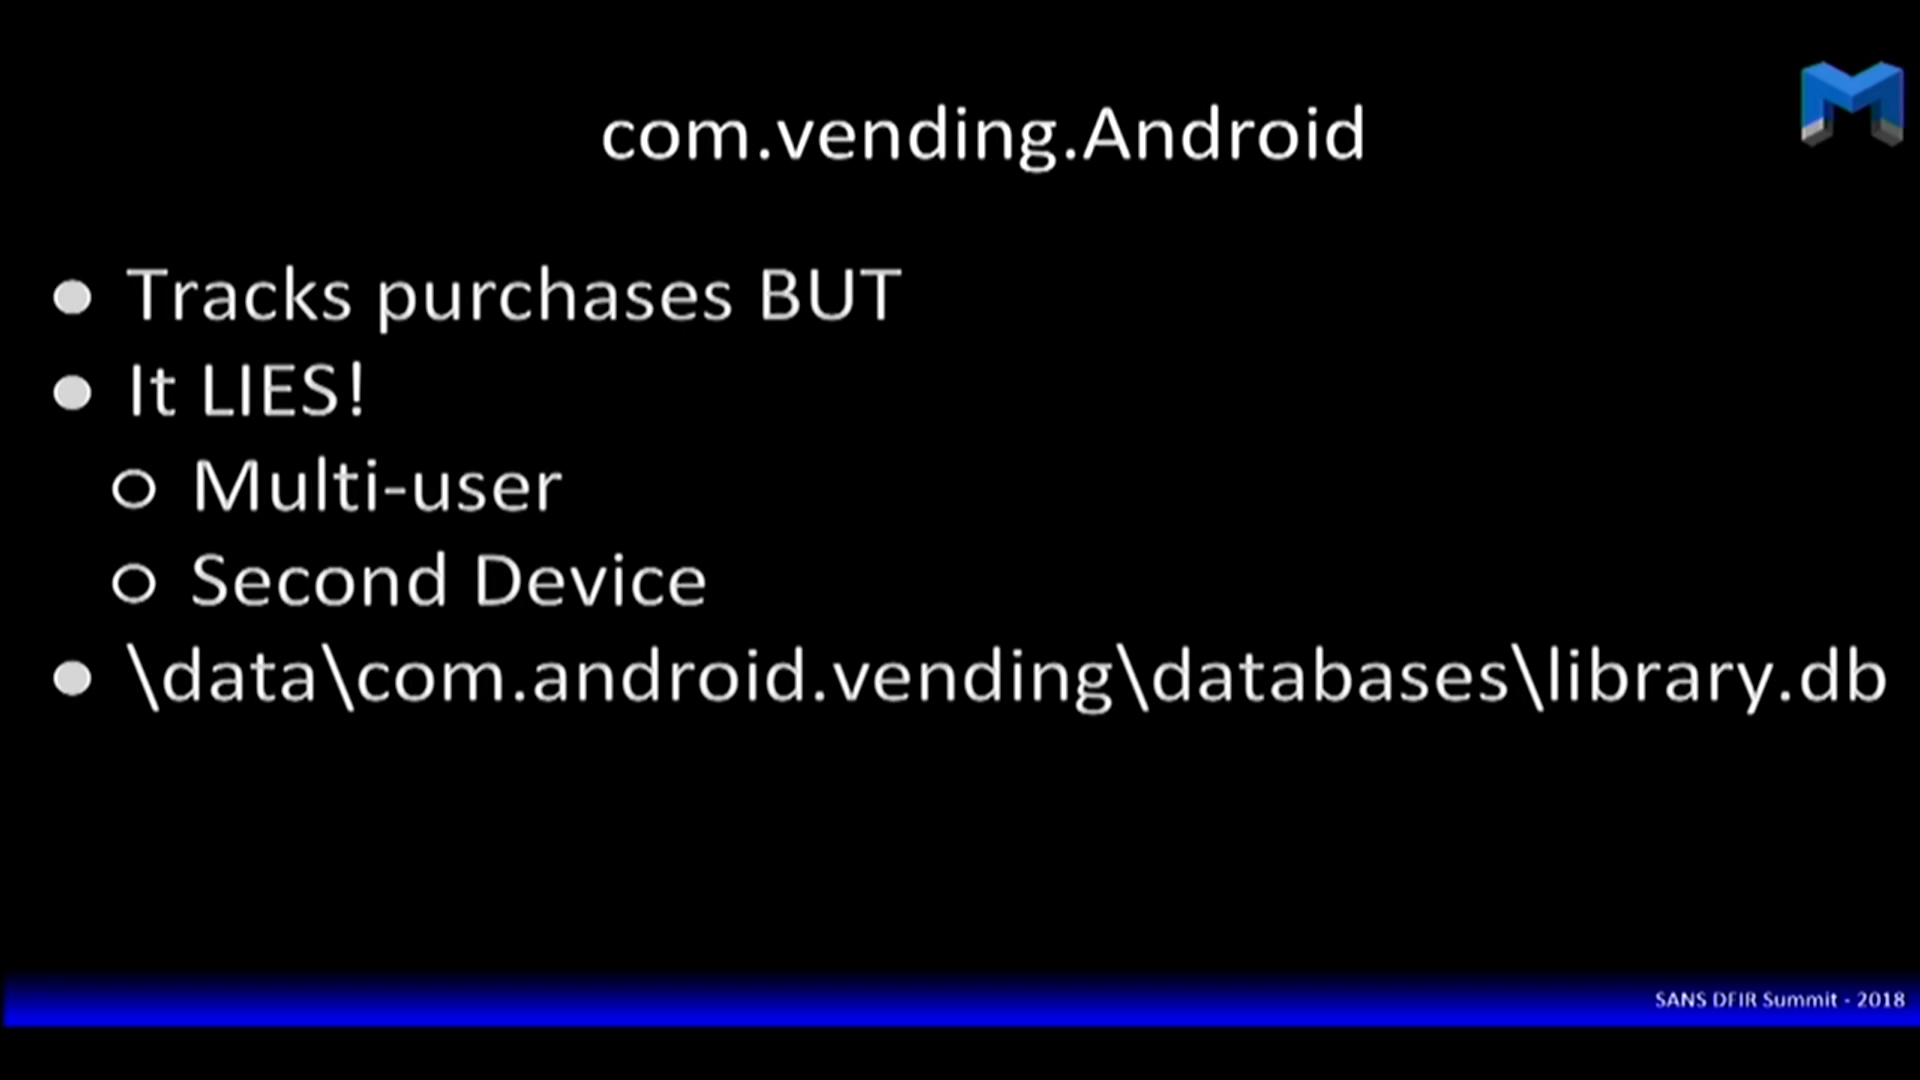 com.vending.Android
● Tracks purchases BUT
● It LIES!
○ Multi-user
○ Second Device
● \data\com.android.vending\databases\library.db
SANS DFIR Summit - 2018